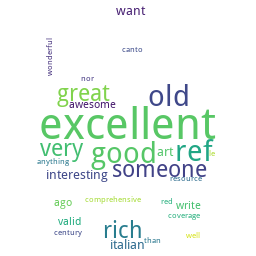 want
wonderful
canto
nor
great
awesome
old
excellent
very
good
art
ref
le
anything
interesting
someone
resource
ago
comprehensive
red
write
valid
coverage
century
rich
well
italian
than